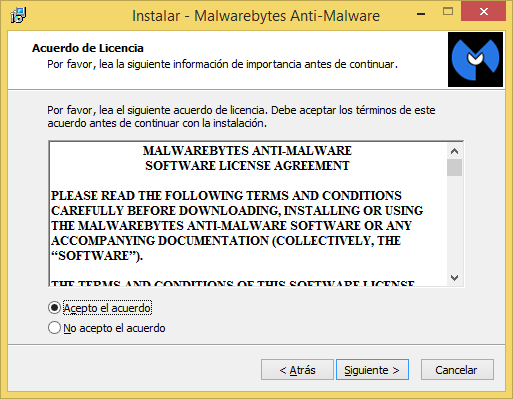 Instalar - Malwarebytes Anti-Malware
Acuerdo de Licencia
Por favor, lea la siguiente información de importancia antes de continuar.
Por favor, lea el siguiente acuerdo de licencia. Debe aceptar los términos de este
acuerdo antes de continuar con la instalación.
MALWAREBYTES ANTI-MALWARE
SOFTWARE LICENSE AGREEMENT
PLEASE READ THE FOLLOWING TERMS AND CONDITIONS
CAREFULLY BEFORE DOWNLOADING, INSTALLING OR USING
THE MALWAREBYTES ANTI-MALWARE SOFTWARE OR ANY
ACCOMPANYING DOCUMENTATION (COLLECTIVELY, THE
“SOFTWARE”).
THE TERMS AND CONDITIONS OF THIS SOFTWARE LICENSE
Acepto el acuerdo
No acepto el acuerdo
< Atrás
Siguiente >
Cancelar